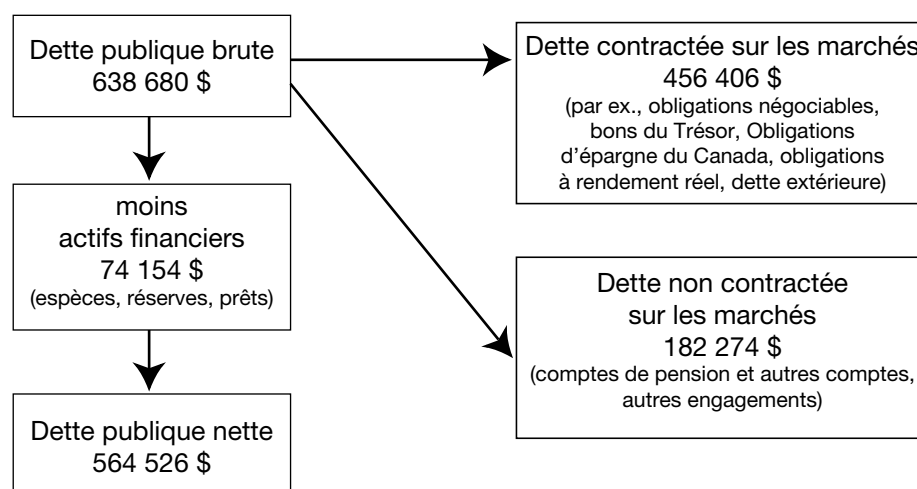 Dette publique brute
638 680 $
moins
actifs financiers
74 154 $
(espèces, réserves, prêts)
Dette publique nette
564 526 $
Dette contractée sur les marchés
456 406 $
(par ex., obligations négociables,
bons du Trésor, Obligations
d'épargne du Canada, obligations
à rendement réel, dette extérieure)
Dette non contractée
sur les marchés
182 274 $
(comptes de pension et autres comptes,
autres engagements)